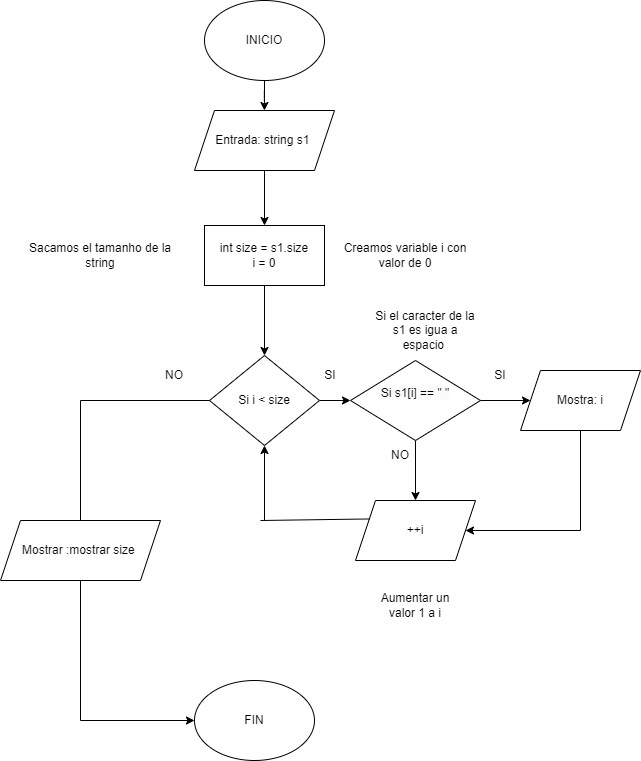 INICIO
Entrada: string s1
Sacamos el tamanho de la
string
int size = s1.size
i = 0
Creamos variable i con
valor de 0
Si el caracter de la
s1 es igua a
espacio
NO
SI
SI
Si i < size
Si s1[i] == " "
Mostra: i
NO
++i
Mostrar :mostrar size
Aumentar un
valor 1 a i
FIN